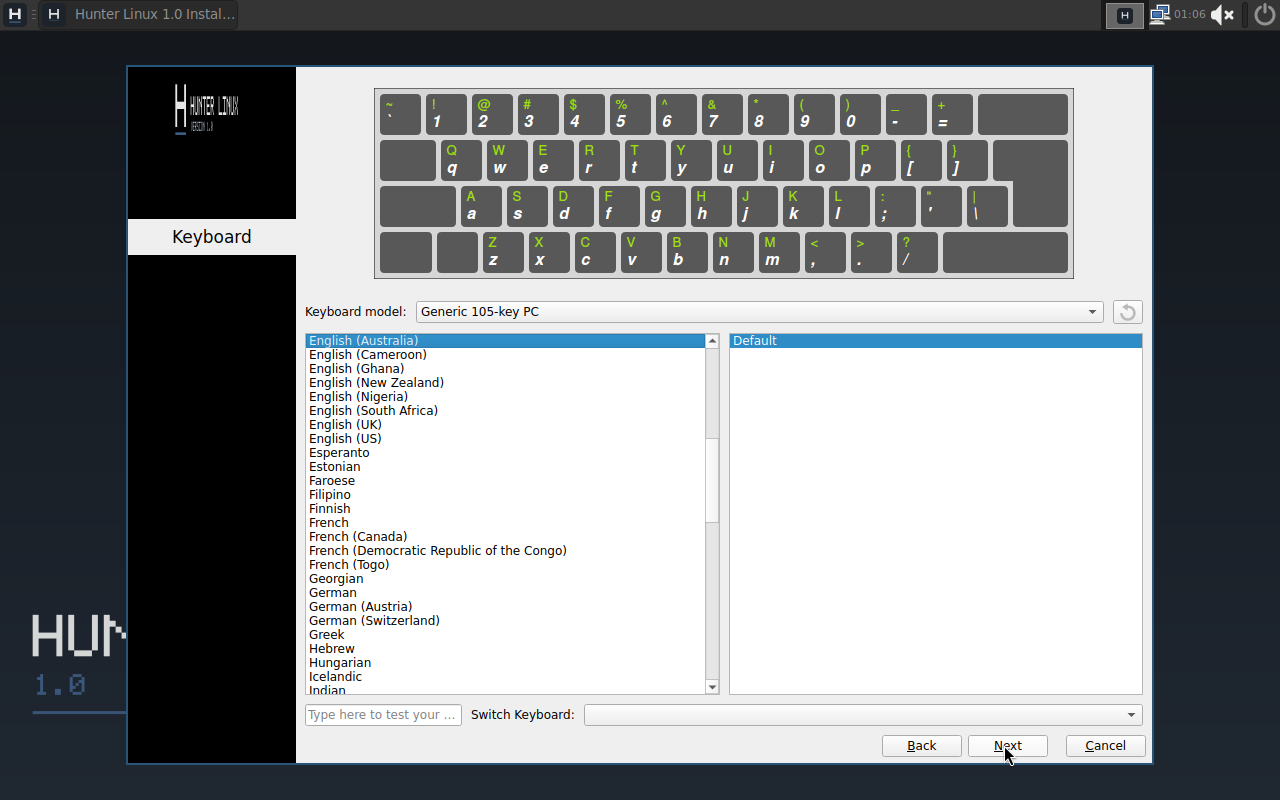 H
H Hunter Linux 1.0 Instal...
H
01:06
H HUNTER LINUX
VERSION 1.0
Keyboard
~ ! @ # $ % ^ & * ( ) _ +
` 1 2 3 4 5 6 7 8 9 0 - =
Q W E R T Y U I O P { }
q w e r t y u i o p [ ]
A S D F G H J K L : " |
a s d f g h j k l ; ' \
Z X C V B N M < > ?
z x c v b n m , . /
Keyboard model: Generic 105-key PC
English (Australia)
English (Cameroon)
English (Ghana)
English (New Zealand)
English (Nigeria)
English (South Africa)
English (UK)
English (US)
Esperanto
Estonian
Faroese
Filipino
Finnish
French
French (Canada)
French (Democratic Republic of the Congo)
French (Togo)
Georgian
German
German (Austria)
German (Switzerland)
Greek
Hebrew
Hungarian
Icelandic
Indian
Default
Type here to test your ...
Switch Keyboard:
Back
Next
Cancel
HUN
1.0